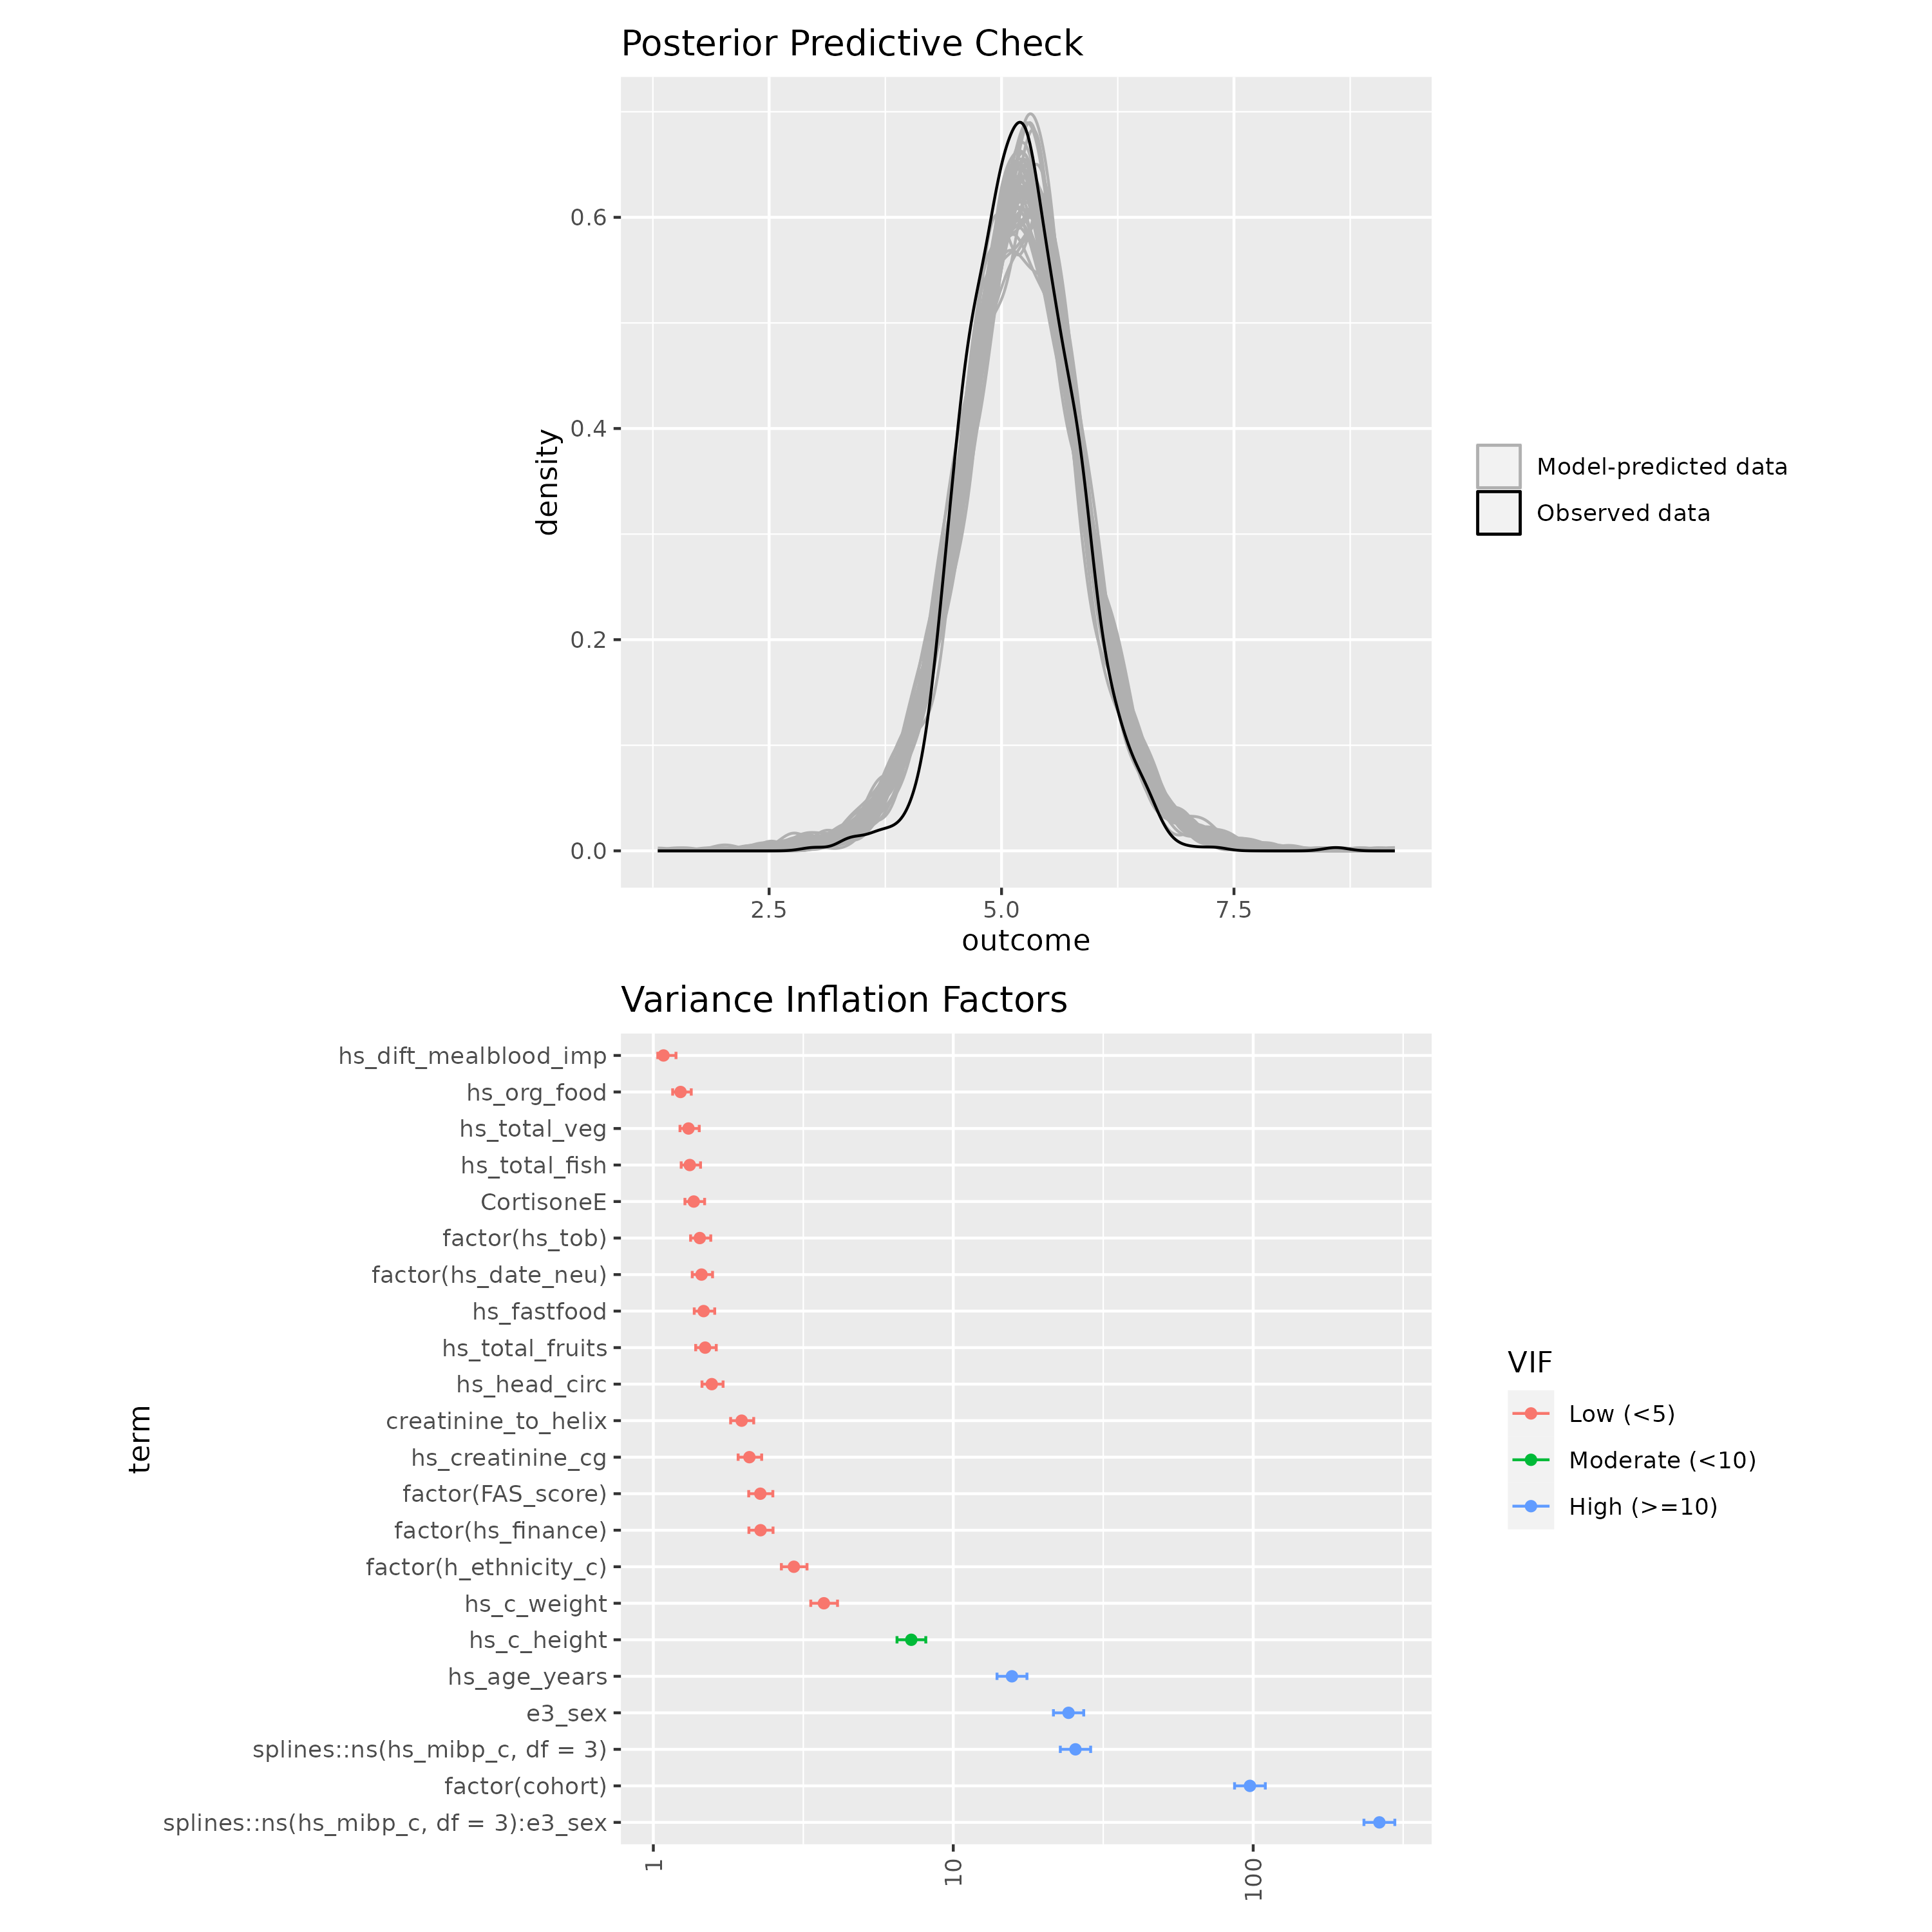 Posterior Predictive Check
density
0.6
0.4
0.2
0.0
2.5
5.0
7.5
outcome
Model-predicted data
Observed data
Variance Inflation Factors
term
hs_dift_mealblood_imp
hs_org_food
hs_total_veg
hs_total_fish
CortisoneE
factor(hs_tob)
factor(hs_date_neu)
hs_fastfood
hs_total_fruits
hs_head_circ
creatinine_to_helix
hs_creatinine_cg
factor(FAS_score)
factor(hs_finance)
factor(h_ethnicity_c)
hs_c_weight
hs_c_height
hs_age_years
e3_sex
splines::ns(hs_mibp_c, df = 3)
factor(cohort)
splines::ns(hs_mibp_c, df = 3):e3_sex
1
10
100
VIF
Low (<5)
Moderate (<10)
High (>=10)